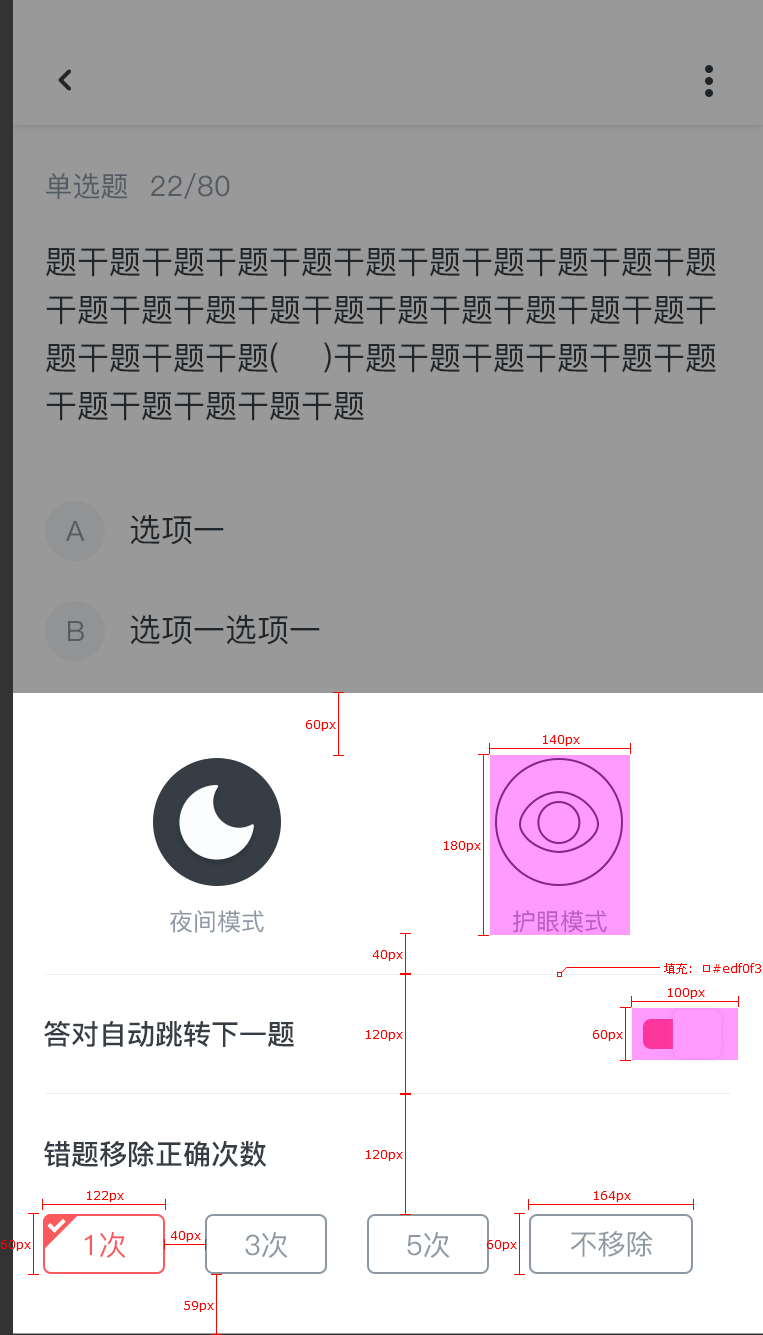 单选题 22/80
题干题干题干题干题干题干题干题干题干题干题
干题干题干题干题干题干题干题干题干题干题干
题干题干题干题( )干题干题干题干题干题干题
干题干题干题干题干题
A 选项一
B 选项一选项一
60px
140px
180px
夜间模式 护眼模式
40px
填充: #edf0f3
100px
答对自动跳转下一题 120px 60px
错题移除正确次数 120px
122px 164px
60px 1次 40px 3次 5次 60px 不移除
59px